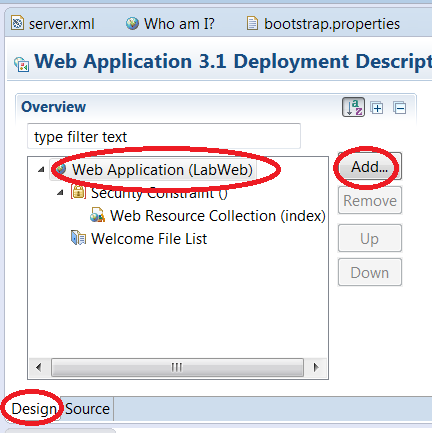 server.xml Who am I? bootstrap.properties
Web Application 3.1 Deployment Descript
Overview
type filter text
Web Application (LabWeb)
Security Constraint ()
Web Resource Collection (index)
Welcome File List
Add...
Remove
Up
Down
Design Source